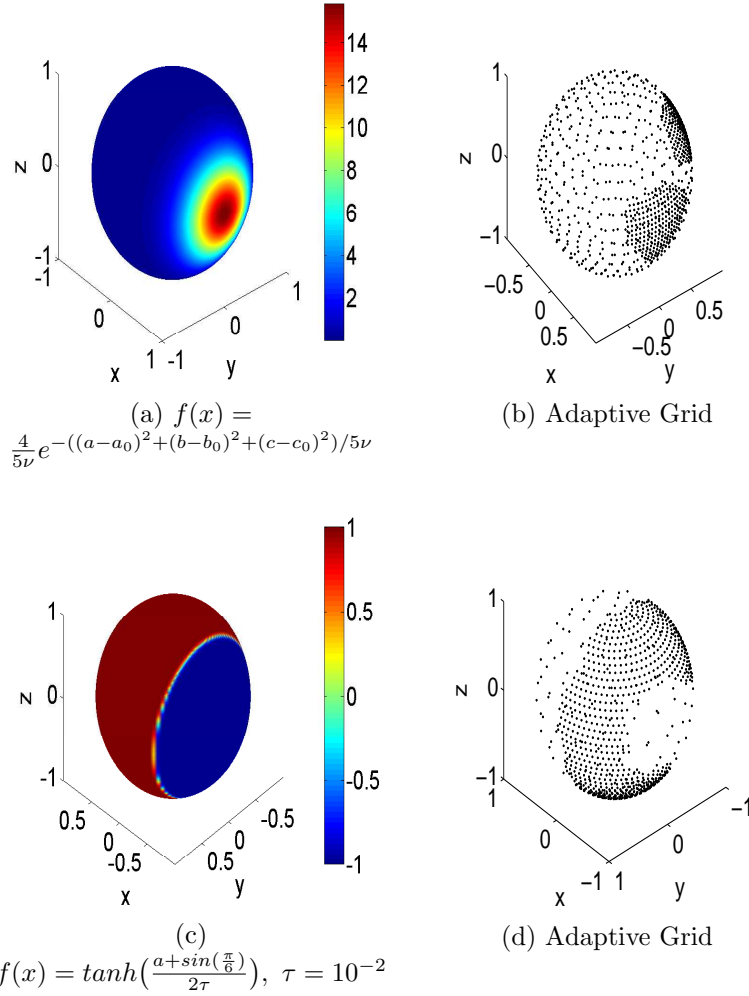 14
12
10
8
6
4
2
1
0
-1
z
-1
0
1
x
-1
0
1
y
1
0
−1
z
−0.5
0
0.5
x
−0.5
0
0.5
y
(a) f(x) =
\frac{4}{5ν}e^{-((a-a_0)^2+(b-b_0)^2+(c-c_0)^2)/5ν}
(b) Adaptive Grid
1
0.5
0
-0.5
-1
1
0
-1
z
0.5
0
-0.5
x
0.5
0
-0.5
y
1
0
−1
z
1
0
−1
x
1
0
−1
y
(c)
f(x) = tanh(\frac{a+sin(\frac{π}{6})}{2τ}), τ = 10^{-2}
(d) Adaptive Grid